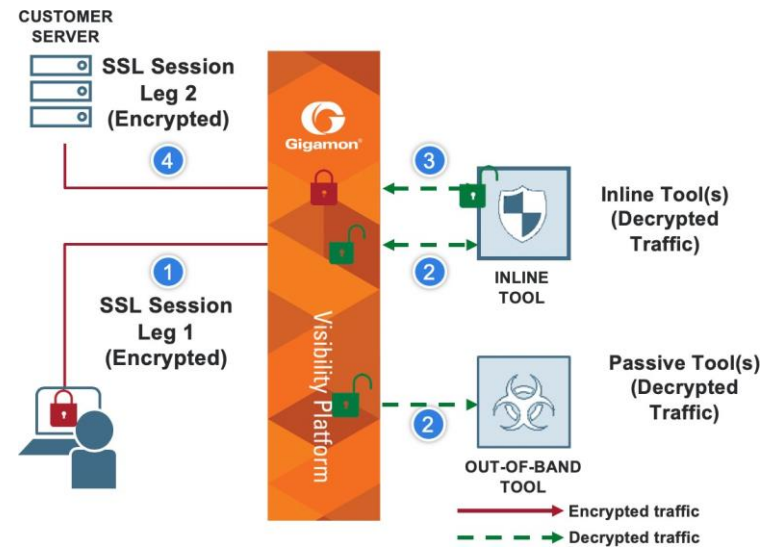 CUSTOMER
SERVER
SSL Session
Leg 2
(Encrypted)
4
Gigamon®
3
Inline Tool(s)
(Decrypted
Traffic)
2
INLINE
TOOL
1
SSL Session
Leg 1
(Encrypted)
Visibility Platform
Passive Tool(s)
(Decrypted
Traffic)
2
OUT-OF-BAND
TOOL
Encrypted traffic
Decrypted traffic